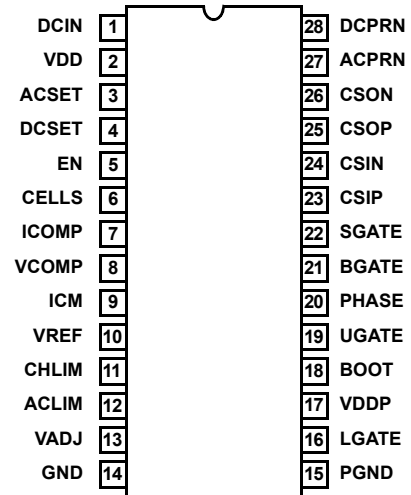 DCIN 1 28 DCPRN
VDD 2 27 ACPRN
ACSET 3 26 CSON
DCSET 4 25 CSOP
EN 5 24 CSIN
CELLS 6 23 CSIP
ICOMP 7 22 SGATE
VCOMP 8 21 BGATE
ICM 9 20 PHASE
VREF 10 19 UGATE
CHLIM 11 18 BOOT
ACLIM 12 17 VDDP
VADJ 13 16 LGATE
GND 14 15 PGND